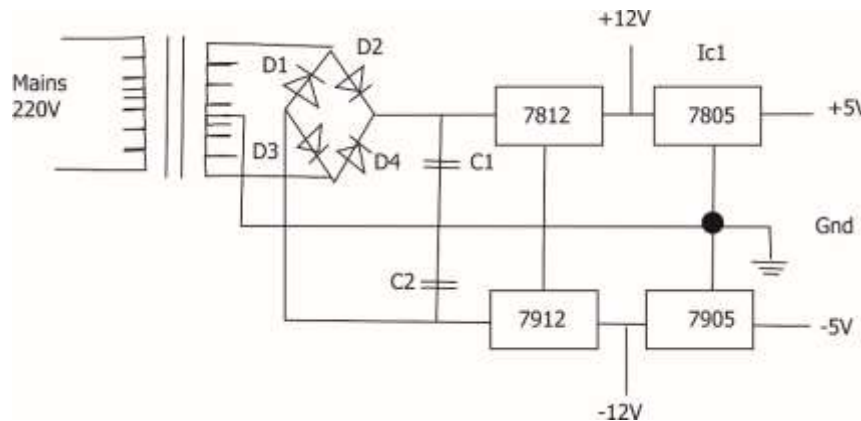 +12V
D2
Ic1
D1
Mains
220V
7812
7805
+5V
D3
D4
C1
Gnd
C2
7912
7905
-5V
-12V